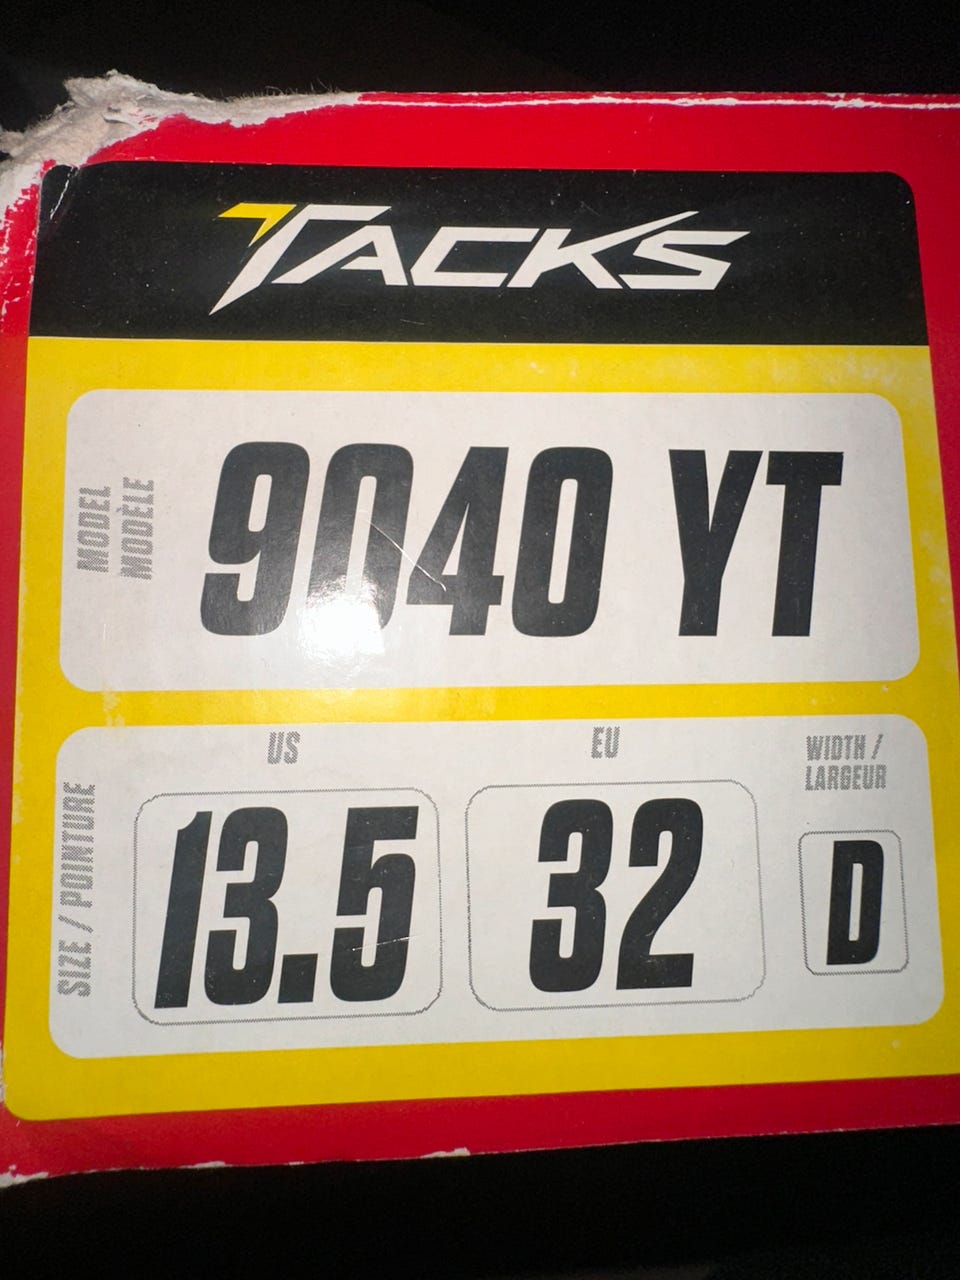 TACKS
MODEL
MODÈLE
9040 YT
SIZE / POINTURE
US
13.5
EU
32
WIDTH /
LARGEUR
D